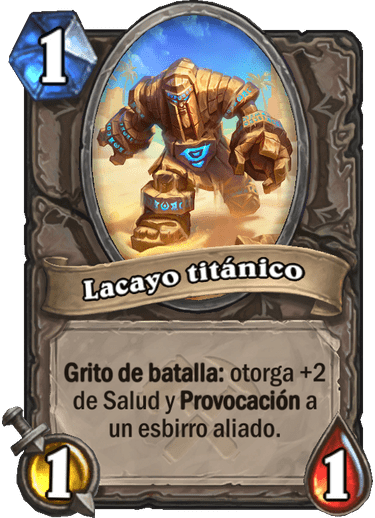 1
Lacayo titánico
Grito de batalla: otorga +2
de Salud y Provocación a
un esbirro aliado.
1
1